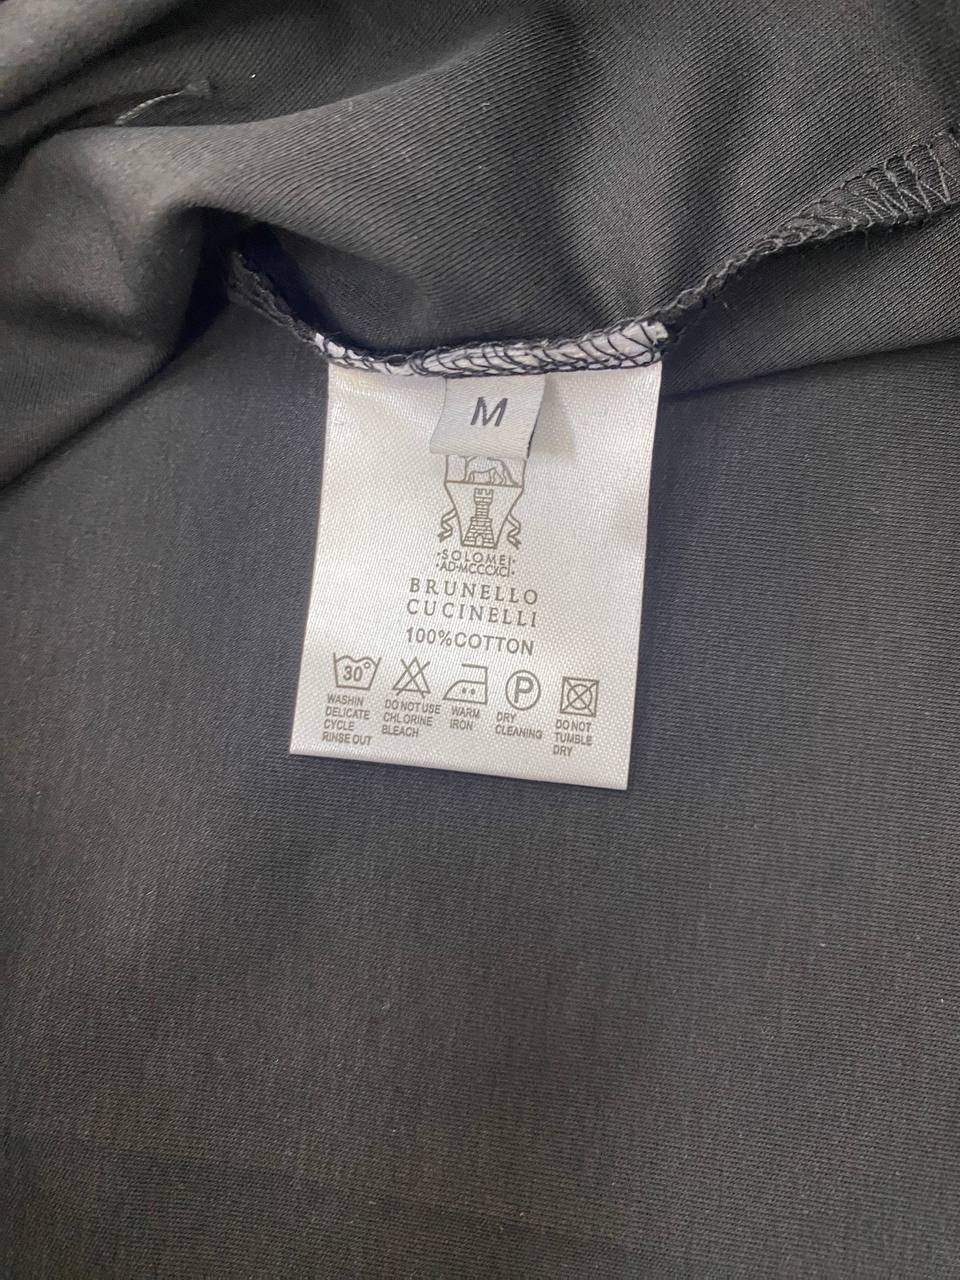 M
·SOLOMEI·
·AD·MCCCXCI·
BRUNELLO
CUCINELLI
100%COTTON
30°
WASHIN
DELICATE
CYCLE
RINSE OUT
DO NOT USE
CHLORINE
BLEACH
WARM
IRON
P
DRY
CLEANING
DO NOT
TUMBLE
DRY